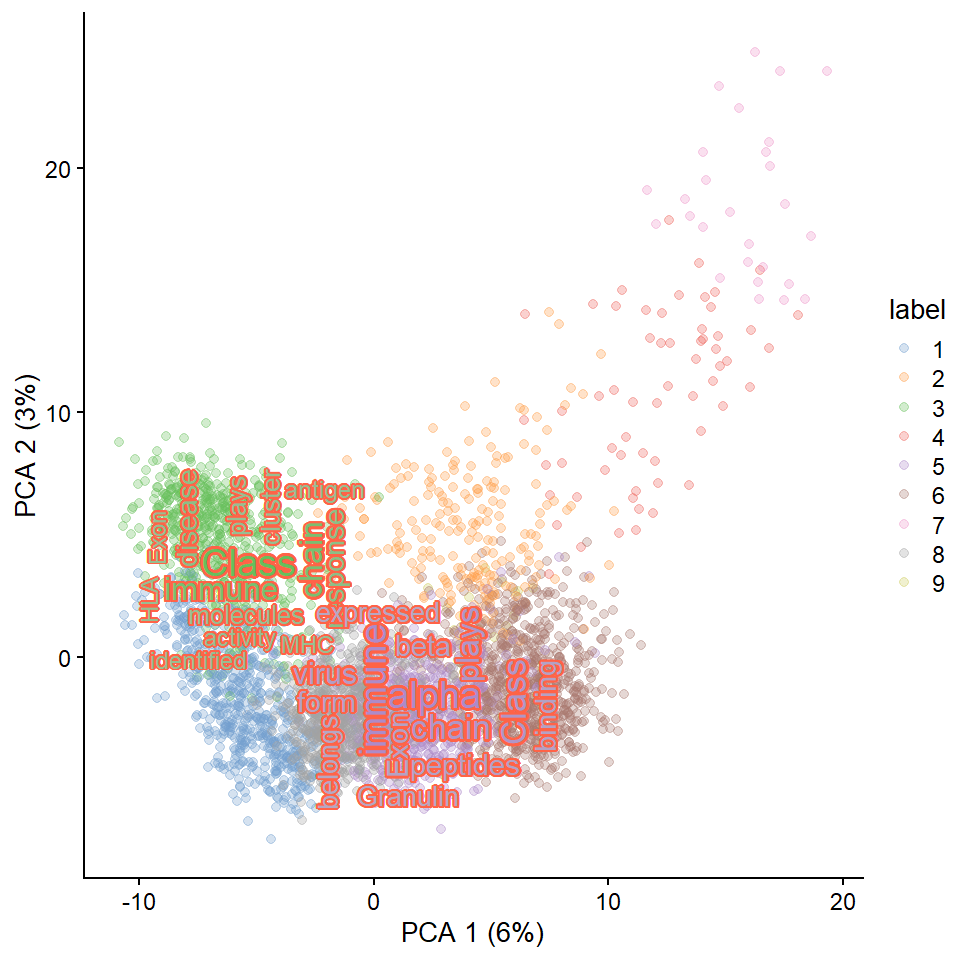 PCA 2 (3%)
20
10
0
-10
0
10
20
PCA 1 (6%)
label
1
2
3
4
5
6
7
8
9
disease
plays
cluster
antigen
Exon
Class
chain
HLA
immune
molecules
activity
MHC
identified
expressed
virus
immune
beta
plays
form
alpha
Class
binding
belongs
Exon
chain
peptides
Granulin